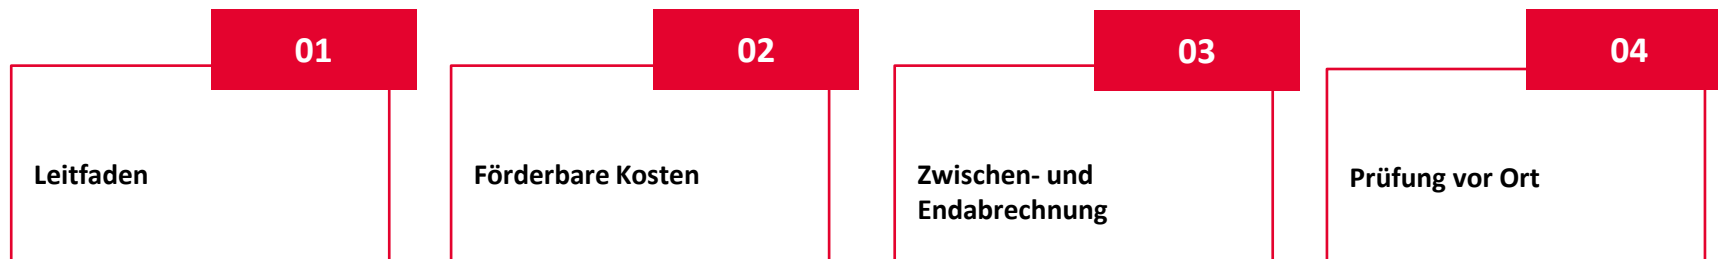 01
Leitfaden
02
Förderbare Kosten
03
Zwischen- und
Endabrechnung
04
Prüfung vor Ort